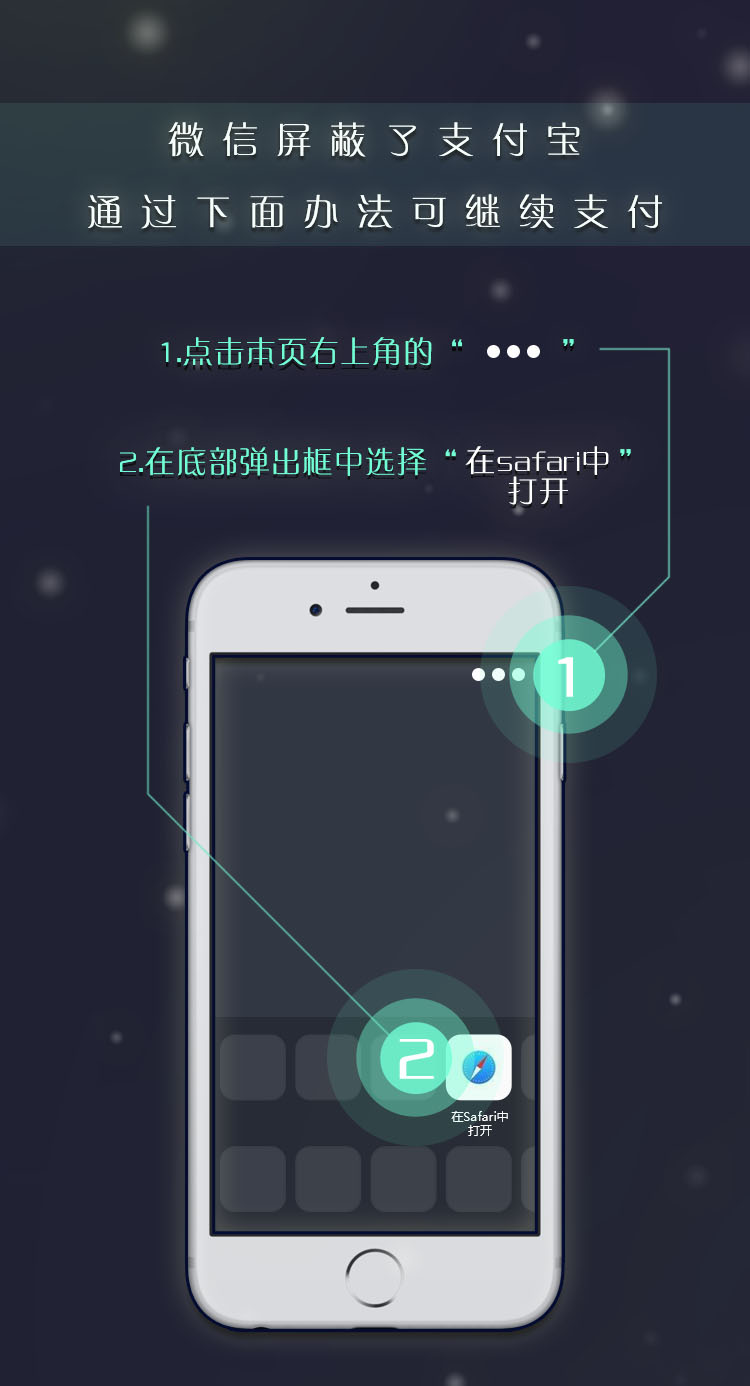 微信屏蔽了支付宝
通过下面办法可继续支付
1.点击本页右上角的“ ••• ”
2.在底部弹出框中选择“在safari中
打开”
1
2
在Safari中
打开